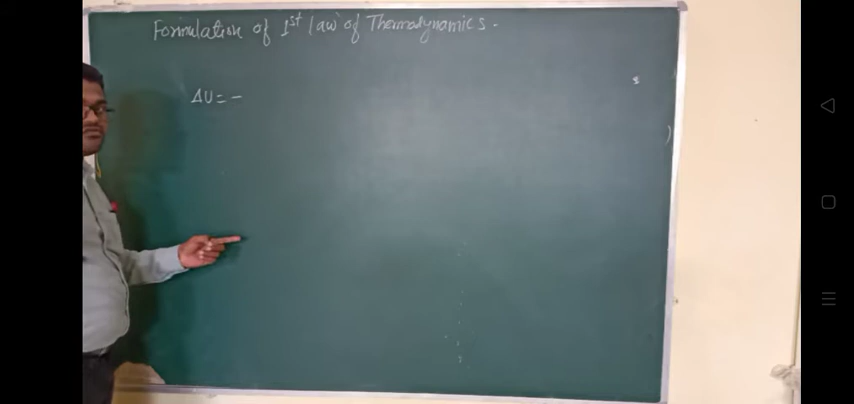 Formulation of 1st law of Thermodynamics.
ΔU = -